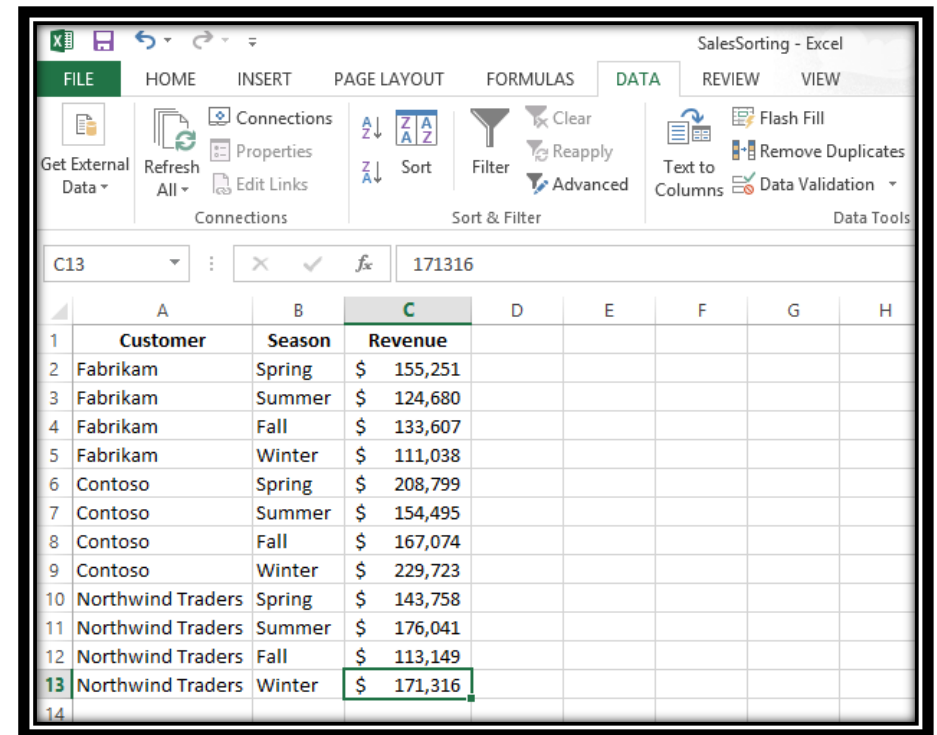 SalesSorting - Excel
FILE HOME INSERT PAGE LAYOUT FORMULAS DATA REVIEW VIEW
Get External Data
Refresh All
Connections
Properties
Edit Links
Connections
Sort
Filter
Clear
Reapply
Advanced
Sort & Filter
Text to Columns
Flash Fill
Remove Duplicates
Data Validation
Data Tools
C13 fx 171316
A B C D E F G H
1 Customer Season Revenue
2 Fabrikam Spring $ 155,251
3 Fabrikam Summer $ 124,680
4 Fabrikam Fall $ 133,607
5 Fabrikam Winter $ 111,038
6 Contoso Spring $ 208,799
7 Contoso Summer $ 154,495
8 Contoso Fall $ 167,074
9 Contoso Winter $ 229,723
10 Northwind Traders Spring $ 143,758
11 Northwind Traders Summer $ 176,041
12 Northwind Traders Fall $ 113,149
13 Northwind Traders Winter $ 171,316
14